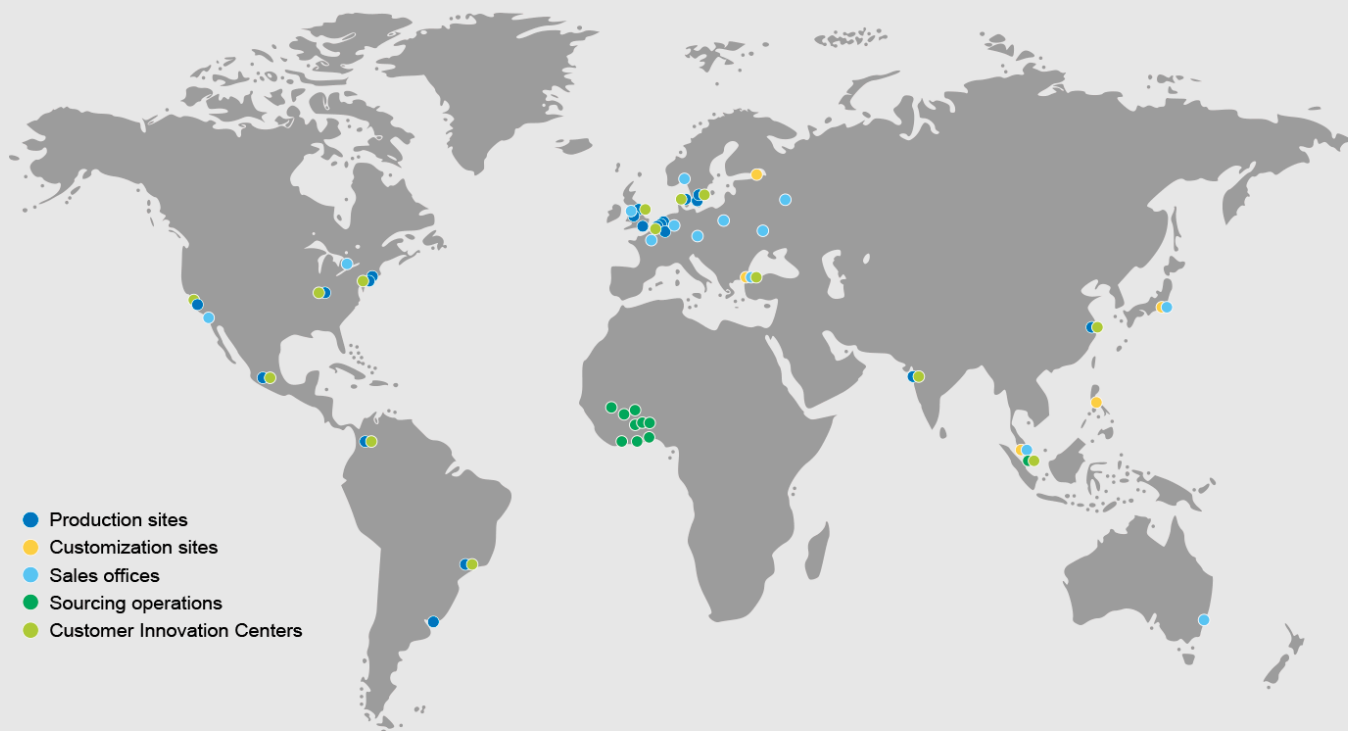 Production sites
Customization sites
Sales offices
Sourcing operations
Customer Innovation Centers